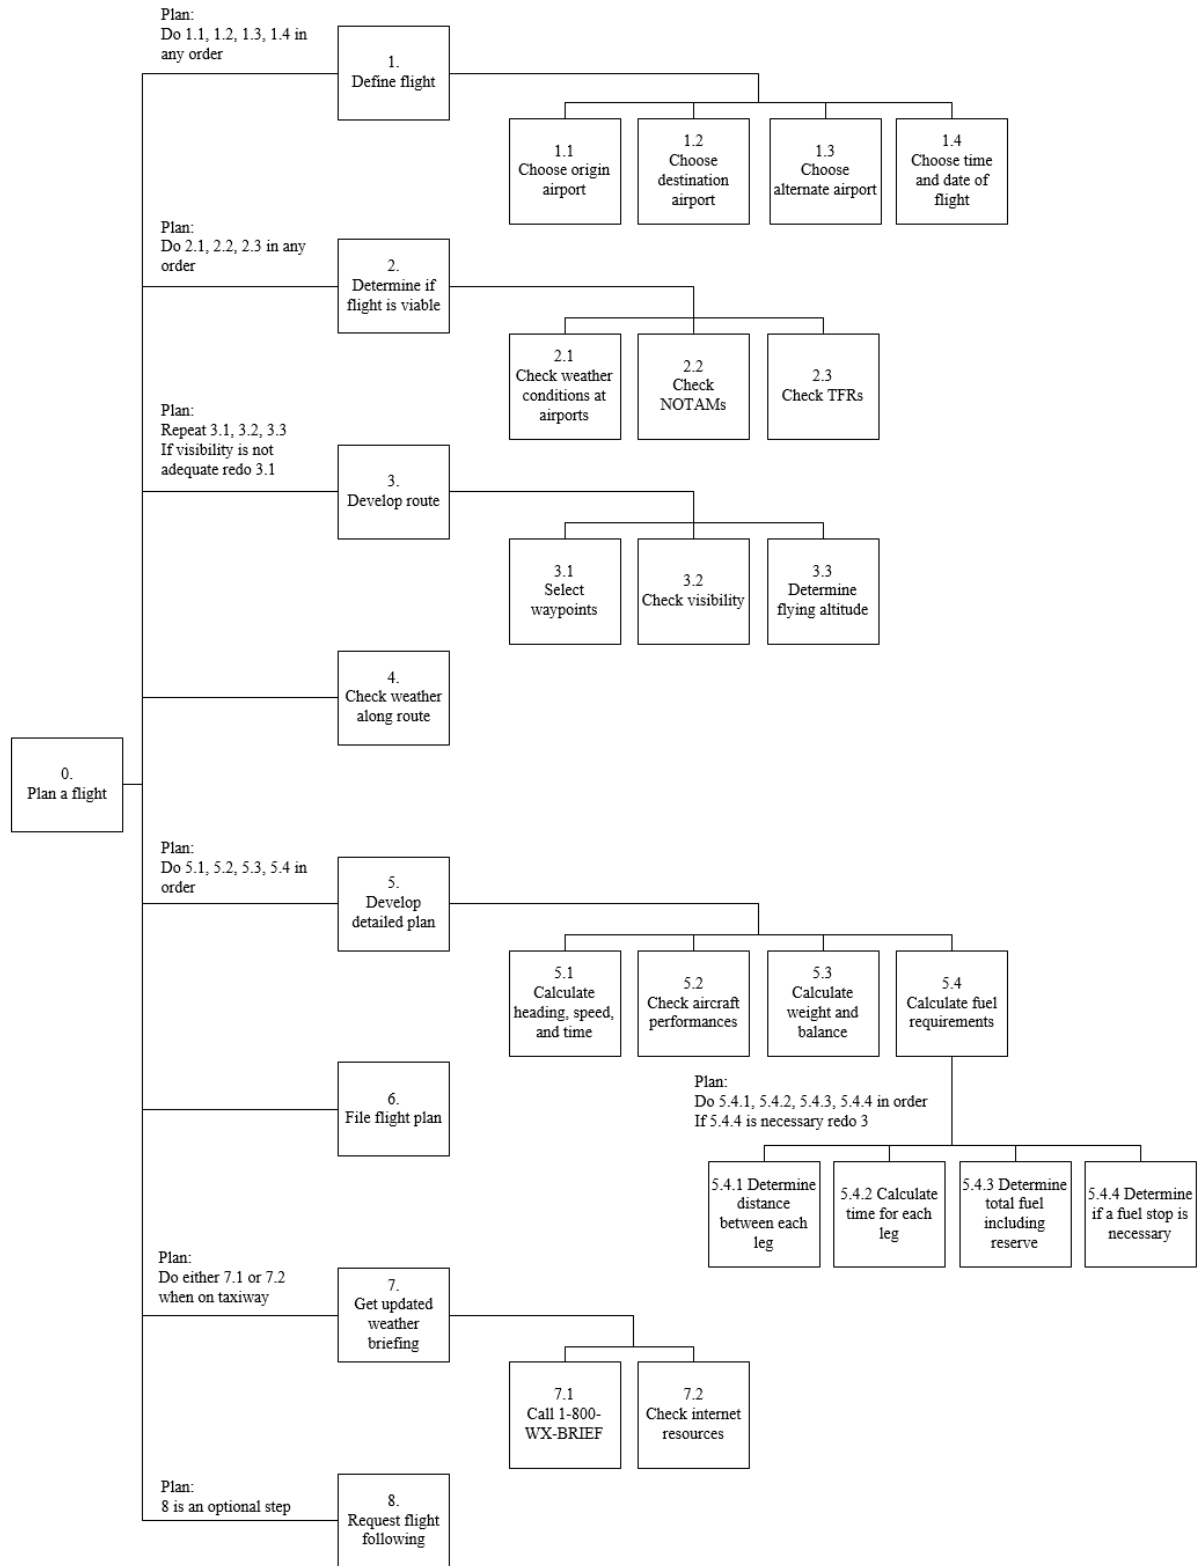 Plan:
Do 1.1, 1.2, 1.3, 1.4 in
any order
1.
Define flight
1.1
Choose origin
airport
1.2
Choose
destination
airport
1.3
Choose
alternate airport
1.4
Choose time
and date of
flight
Plan:
Do 2.1, 2.2, 2.3 in any
order
2.
Determine if
flight is viable
2.1
Check weather
conditions at
airports
2.2
Check
NOTAMs
2.3
Check TFRs
Plan:
Repeat 3.1, 3.2, 3.3
If visibility is not
adequate redo 3.1
3.
Develop route
3.1
Select
waypoints
3.2
Check visibility
3.3
Determine
flying altitude
4.
Check weather
along route
0.
Plan a flight
Plan:
Do 5.1, 5.2, 5.3, 5.4 in
order
5.
Develop
detailed plan
5.1
Calculate
heading, speed,
and time
5.2
Check aircraft
performances
5.3
Calculate
weight and
balance
5.4
Calculate fuel
requirements
Plan:
Do 5.4.1, 5.4.2, 5.4.3, 5.4.4 in order
If 5.4.4 is necessary redo 3
5.4.1 Determine
distance
between each
leg
5.4.2 Calculate
time for each
leg
5.4.3 Determine
total fuel
including
reserve
5.4.4 Determine
if a fuel stop is
necessary
6.
File flight plan
Plan:
Do either 7.1 or 7.2
when on taxiway
7.
Get updated
weather
briefing
7.1
Call 1-800-
WX-BRIEF
7.2
Check internet
resources
Plan:
8 is an optional step
8.
Request flight
following